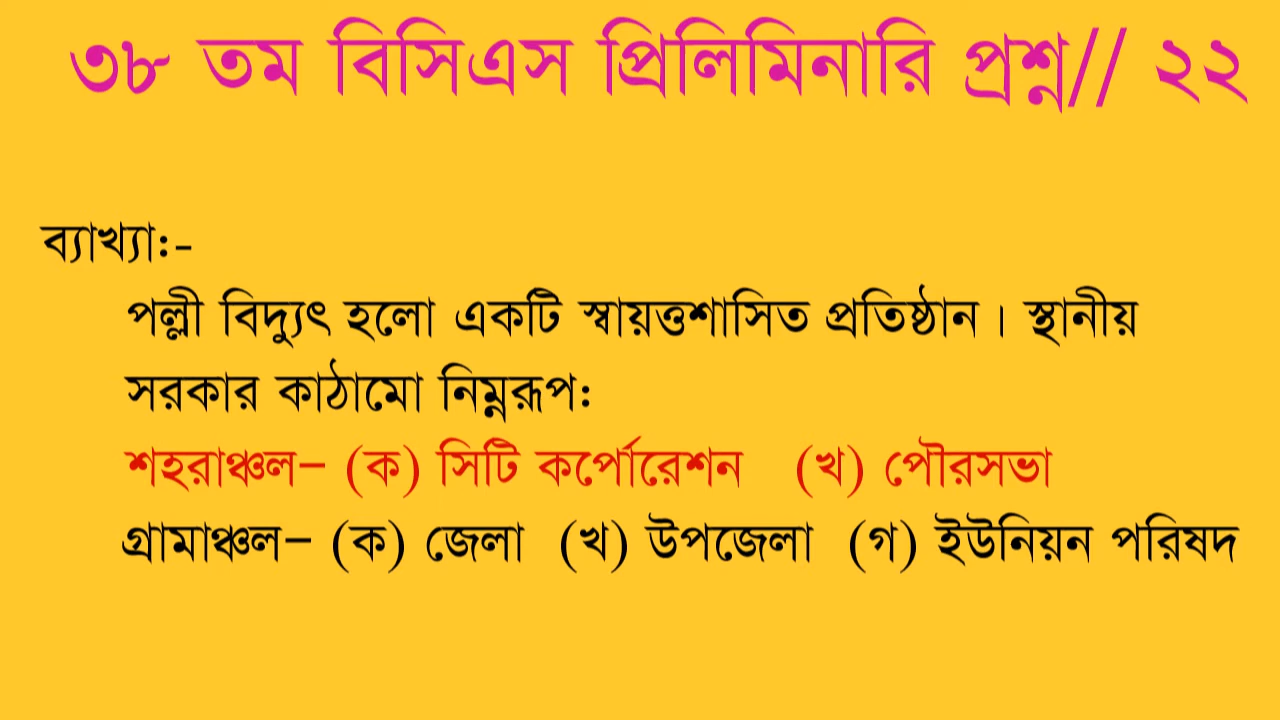 ৩৮ তম বিসিএস প্রিলিমিনারি প্রশ্ন// ২২
ব্যাখ্যাঃ-
পল্লী বিদ্যুৎ হলো একটি স্বায়ত্তশাসিত প্রতিষ্ঠান। স্থানীয়
সরকার কাঠামো নিম্নরূপ:
শহরাঞ্চল– (ক) সিটি কর্পোরেশন (খ) পৌরসভা
গ্রামাঞ্চল– (ক) জেলা (খ) উপজেলা (গ) ইউনিয়ন পরিষদ